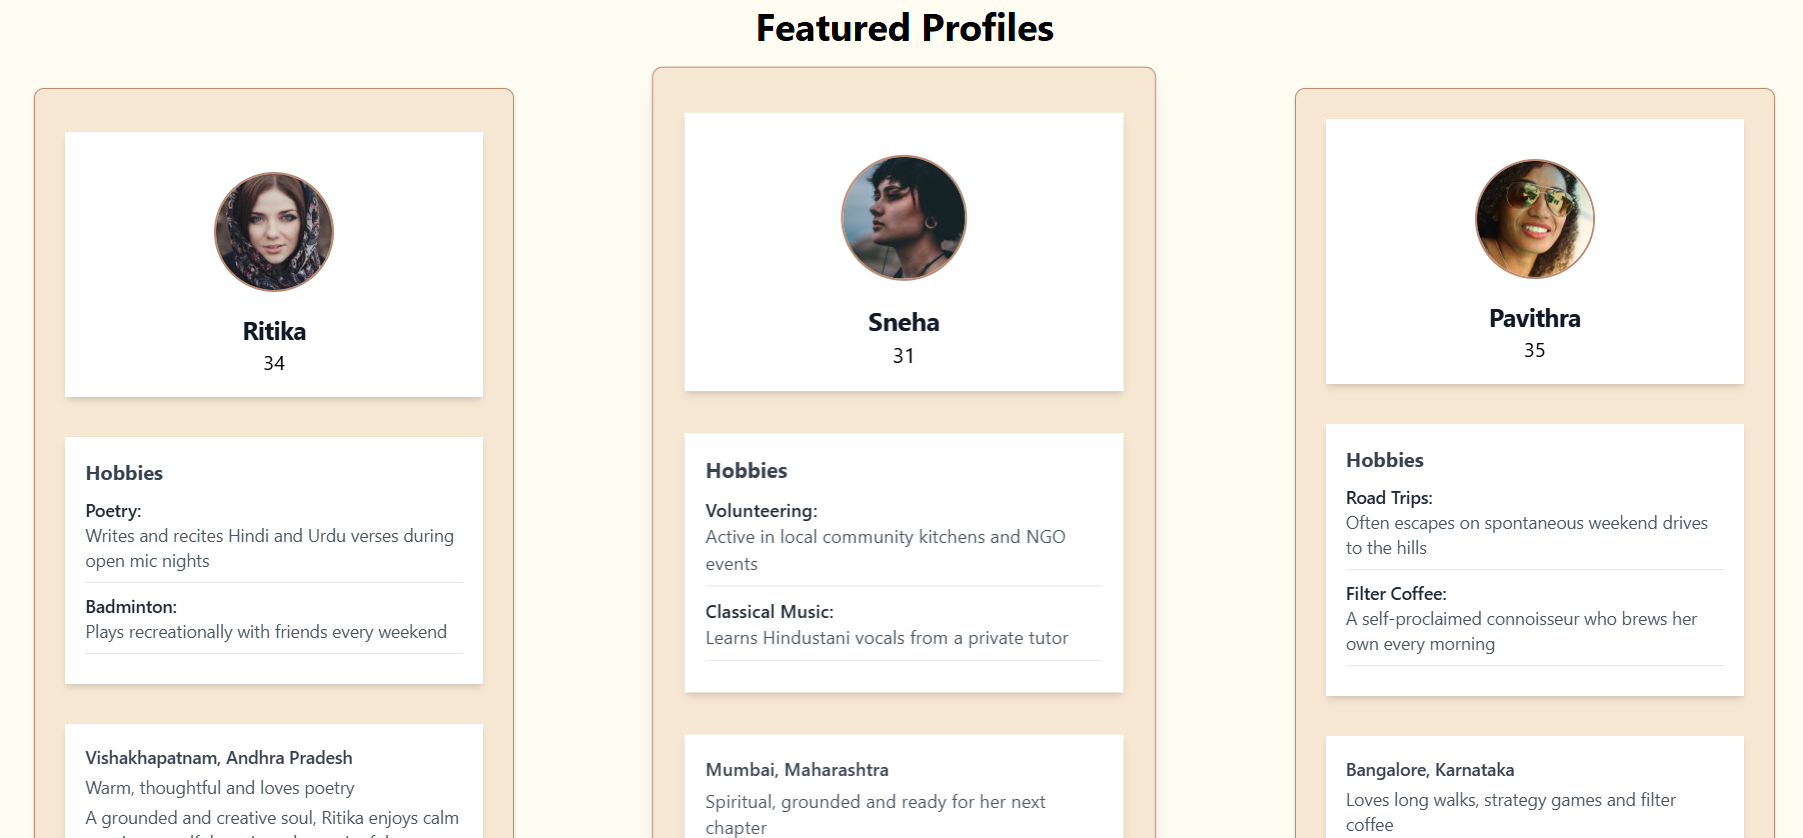 Featured Profiles
Ritika
34
Hobbies
Poetry:
Writes and recites Hindi and Urdu verses during
open mic nights
Badminton:
Plays recreationally with friends every weekend
Vishakhapatnam, Andhra Pradesh
Warm, thoughtful and loves poetry
A grounded and creative soul, Ritika enjoys calm
Sneha
31
Hobbies
Volunteering:
Active in local community kitchens and NGO
events
Classical Music:
Learns Hindustani vocals from a private tutor
Mumbai, Maharashtra
Spiritual, grounded and ready for her next
chapter
Pavithra
35
Hobbies
Road Trips:
Often escapes on spontaneous weekend drives
to the hills
Filter Coffee:
A self-proclaimed connoisseur who brews her
own every morning
Bangalore, Karnataka
Loves long walks, strategy games and filter
coffee